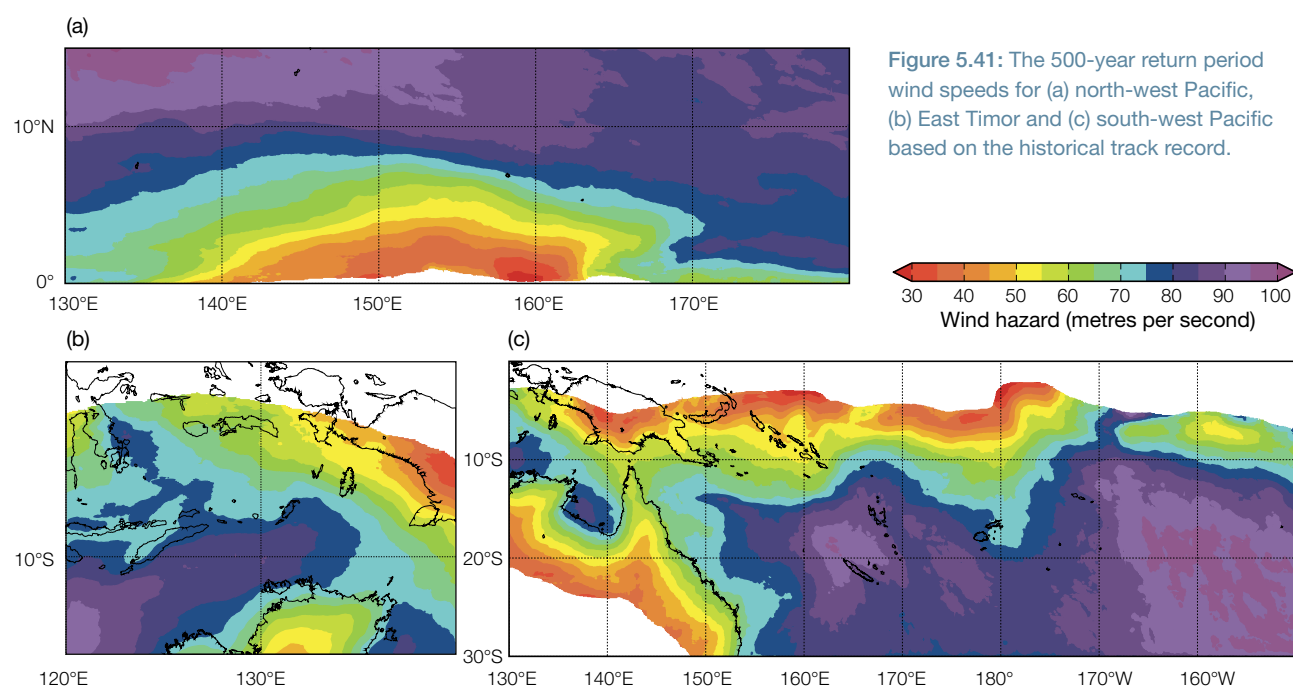 (a)
10°N
0°
130°E 140°E 150°E 160°E 170°E
Figure 5.41: The 500-year return period
wind speeds for (a) north-west Pacific,
(b) East Timor and (c) south-west Pacific
based on the historical track record.
30 40 50 60 70 80 90 100
Wind hazard (metres per second)
(b)
10°S
120°E 130°E
(c)
10°S
20°S
30°S
130°E 140°E 150°E 160°E 170°E 180° 170°W 160°W